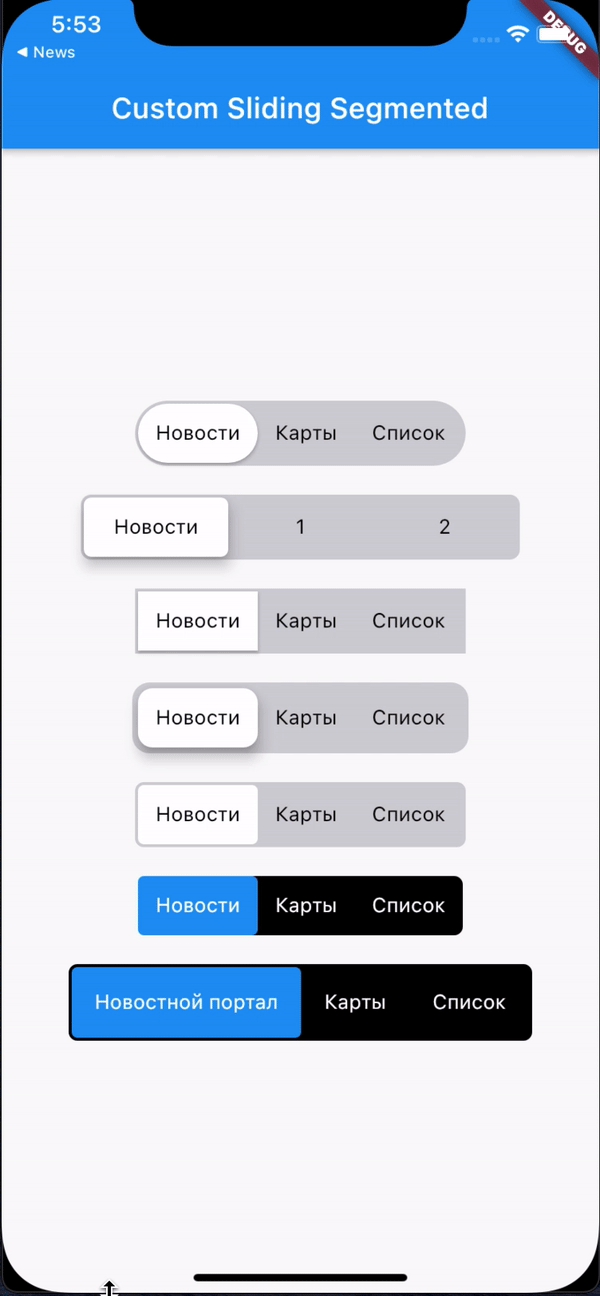 5:53
DEBUG
◀ News
Custom Sliding Segmented
Новости Карты Список
Новости 1 2
Новости Карты Список
Новости Карты Список
Новости Карты Список
Новости Карты Список
Новостной портал Карты Список